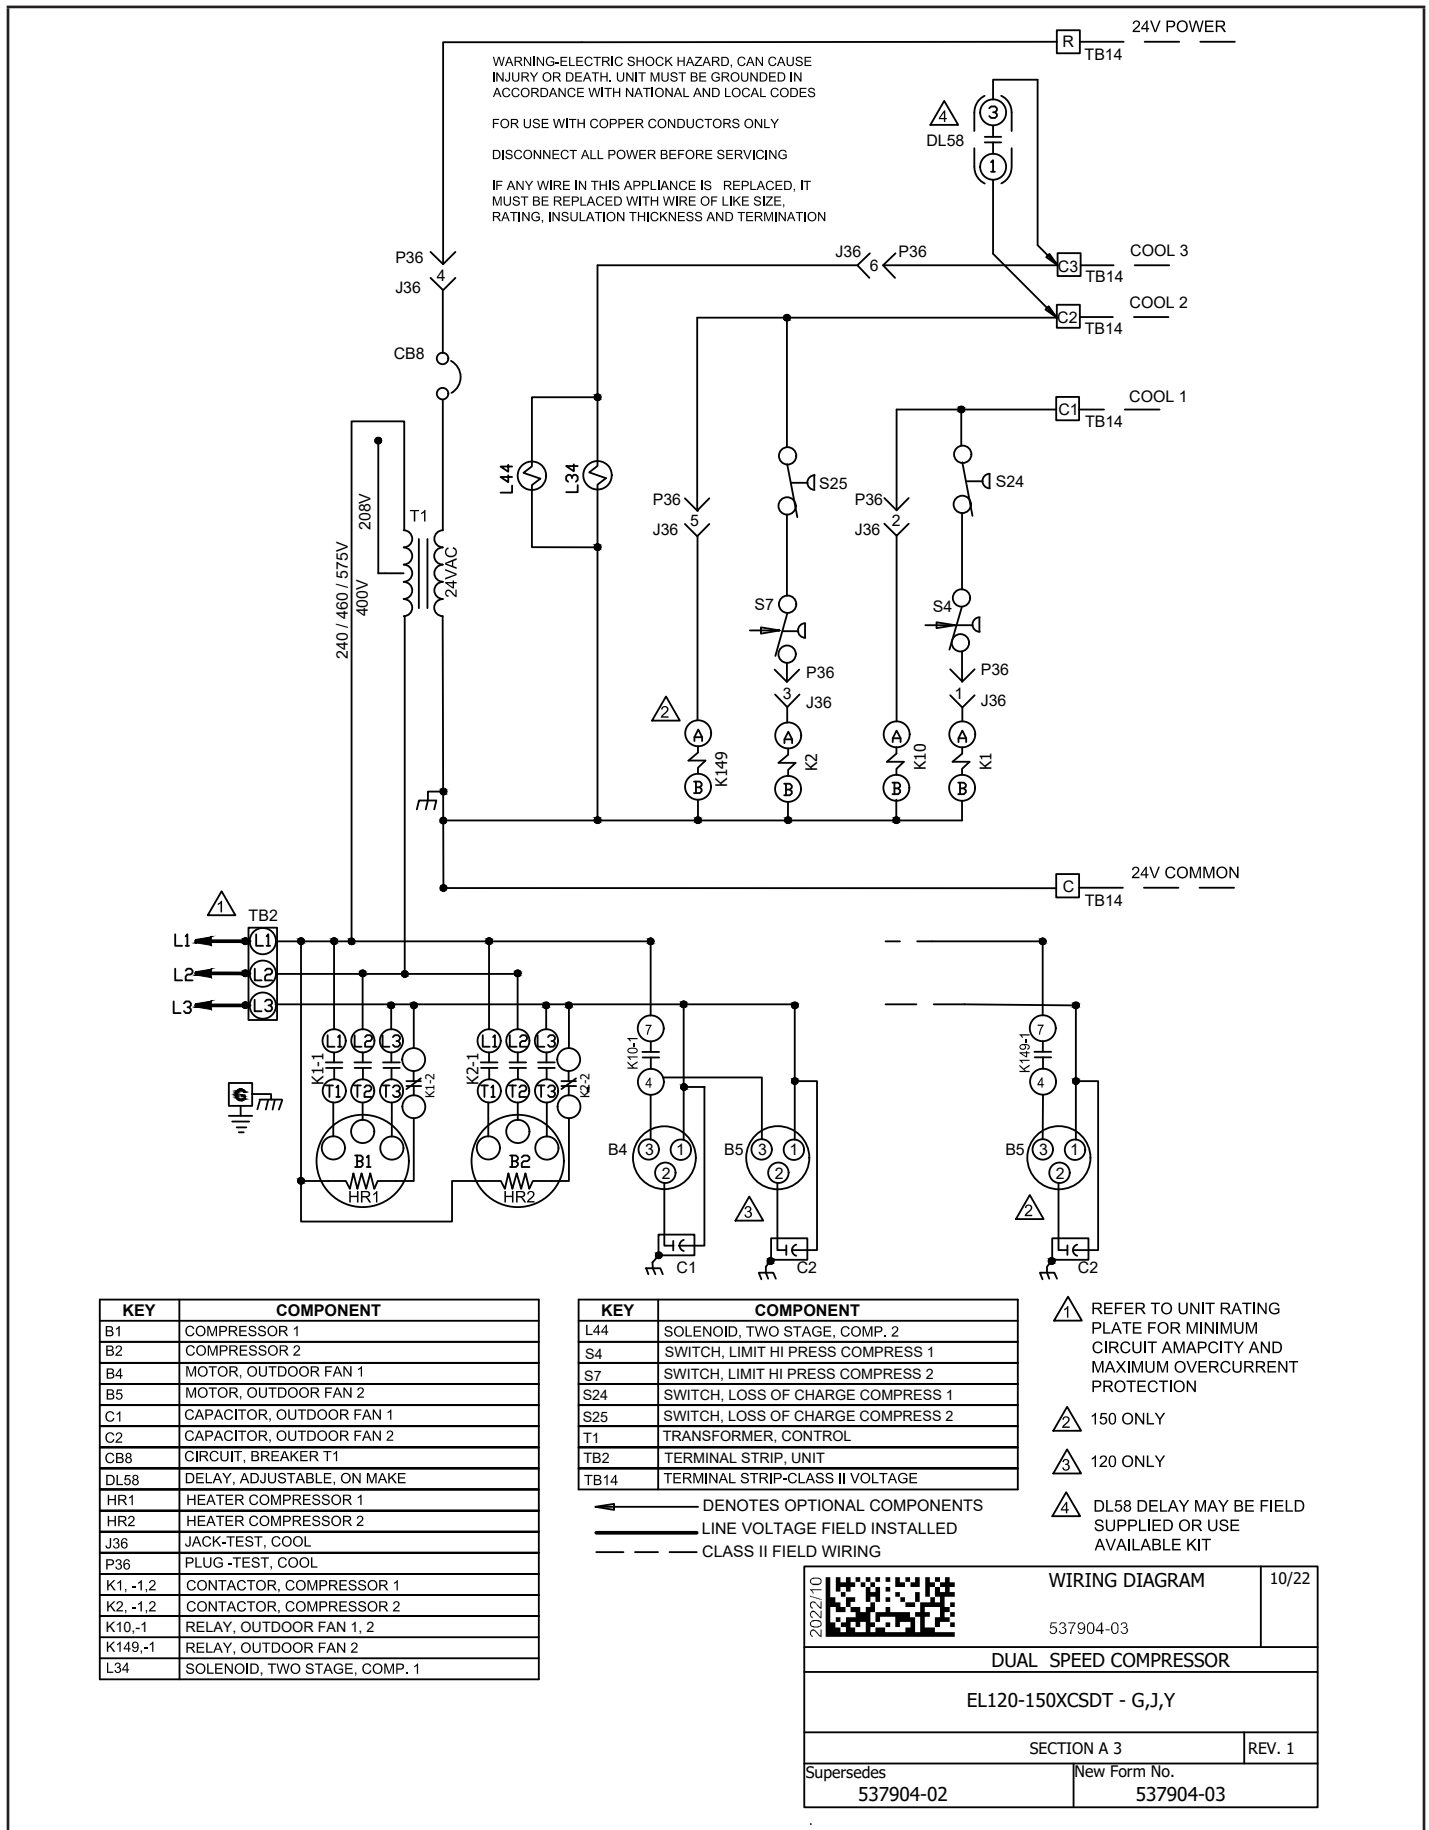 24V POWER
R
TB14
WARNING-ELECTRIC SHOCK HAZARD, CAN CAUSE
INJURY OR DEATH. UNIT MUST BE GROUNDED IN
ACCORDANCE WITH NATIONAL AND LOCAL CODES
FOR USE WITH COPPER CONDUCTORS ONLY
DISCONNECT ALL POWER BEFORE SERVICING
IF ANY WIRE IN THIS APPLIANCE IS REPLACED, IT
MUST BE REPLACED WITH WIRE OF LIKE SIZE,
RATING, INSULATION THICKNESS AND TERMINATION
4
DL58
3
1
P36
4
J36
J36
6
P36
C3
TB14
COOL 3
C2
TB14
COOL 2
CB8
C1
TB14
COOL 1
L44
L34
S25
S24
P36
5
J36
P36
2
J36
208V
T1
240 / 460 / 575V
400V
24VAC
S7
S4
P36
3
J36
P36
1
J36
2
A
B
K149
A
B
K2
A
B
K10
A
B
K1
C
TB14
24V COMMON
1
TB2
L1
L1
L2
L2
L3
L3
K1-1
L1
L2
L3
T1
T2
T3
K1-2
K2-1
L1
L2
L3
T1
T2
T3
K2-2
7
K10-1
4
7
K149-1
4
G
B1
HR1
B2
HR2
B4
3
1
2
B5
3
1
2
3
B5
3
1
2
2
C1
C2
C2
KEY COMPONENT
B1 COMPRESSOR 1
B2 COMPRESSOR 2
B4 MOTOR, OUTDOOR FAN 1
B5 MOTOR, OUTDOOR FAN 2
C1 CAPACITOR, OUTDOOR FAN 1
C2 CAPACITOR, OUTDOOR FAN 2
CB8 CIRCUIT, BREAKER T1
DL58 DELAY, ADJUSTABLE, ON MAKE
HR1 HEATER COMPRESSOR 1
HR2 HEATER COMPRESSOR 2
J36 JACK-TEST, COOL
P36 PLUG -TEST, COOL
K1, -1,2 CONTACTOR, COMPRESSOR 1
K2, -1,2 CONTACTOR, COMPRESSOR 2
K10,-1 RELAY, OUTDOOR FAN 1, 2
K149,-1 RELAY, OUTDOOR FAN 2
L34 SOLENOID, TWO STAGE, COMP. 1
KEY COMPONENT
L44 SOLENOID, TWO STAGE, COMP. 2
S4 SWITCH, LIMIT HI PRESS COMPRESS 1
S7 SWITCH, LIMIT HI PRESS COMPRESS 2
S24 SWITCH, LOSS OF CHARGE COMPRESS 1
S25 SWITCH, LOSS OF CHARGE COMPRESS 2
T1 TRANSFORMER, CONTROL
TB2 TERMINAL STRIP, UNIT
TB14 TERMINAL STRIP-CLASS II VOLTAGE
DENOTES OPTIONAL COMPONENTS
LINE VOLTAGE FIELD INSTALLED
CLASS II FIELD WIRING
1 REFER TO UNIT RATING
PLATE FOR MINIMUM
CIRCUIT AMAPCITY AND
MAXIMUM OVERCURRENT
PROTECTION
2 150 ONLY
3 120 ONLY
4 DL58 DELAY MAY BE FIELD
SUPPLIED OR USE
AVAILABLE KIT
2022/10
WIRING DIAGRAM
10/22
537904-03
DUAL SPEED COMPRESSOR
EL120-150XCSDT - G,J,Y
SECTION A 3
REV. 1
Supersedes
537904-02
New Form No.
537904-03